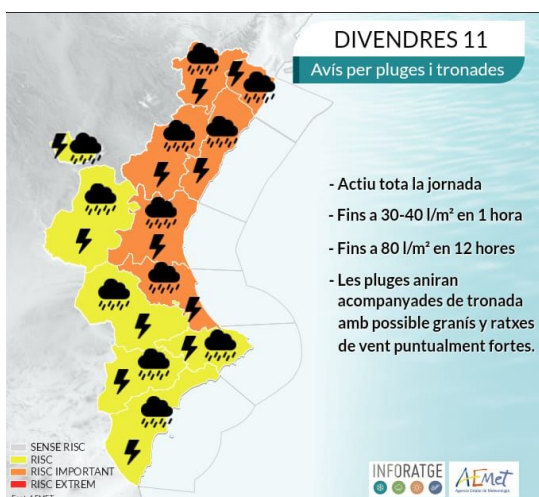 DIVENDRES 11
Avís per pluges i tronades
- Actiu tota la jornada
- Fins a 30-40 l/m² en 1 hora
- Fins a 80 l/m² en 12 hores
- Les pluges aniran
acompanyades de tronada
amb possible granís y ratxes
de vent puntualment fortes.
SENSE RISC
RISC
RISC IMPORTANT
RISC EXTREM
INFORATGE
AEMet